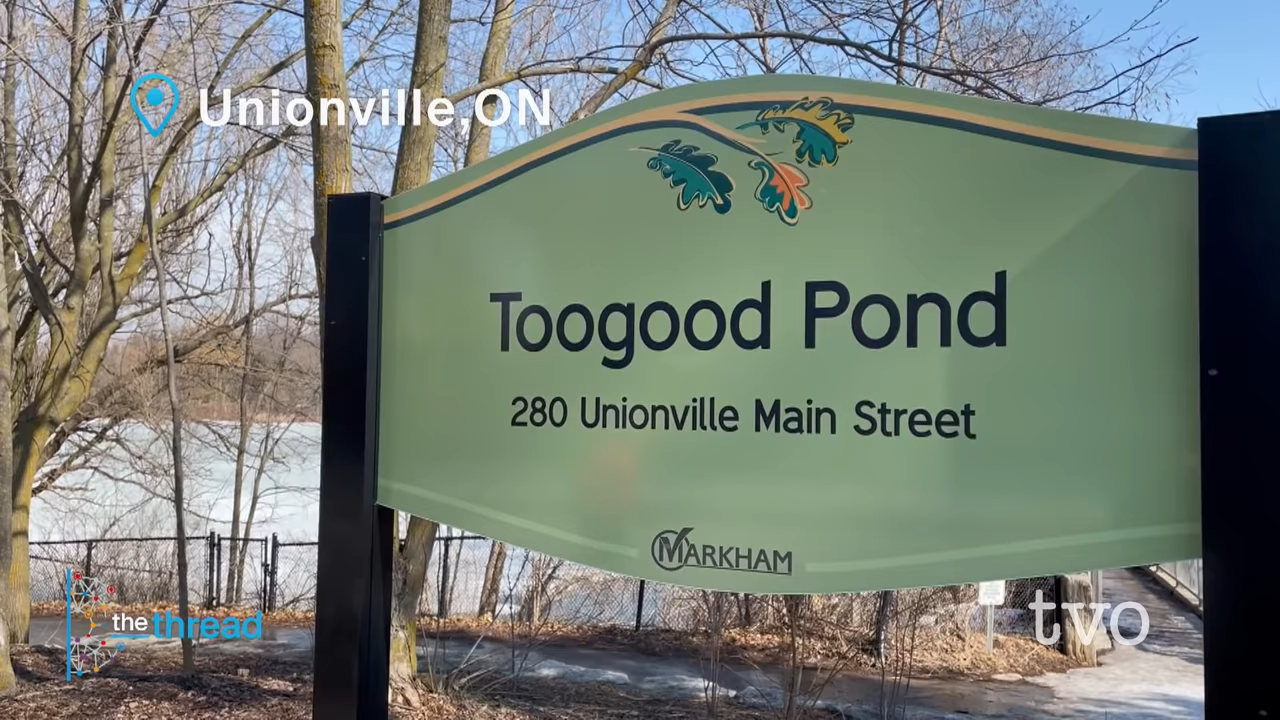 Unionville,ON
Toogood Pond
280 Unionville Main Street
MARKHAM
the thread
tvo